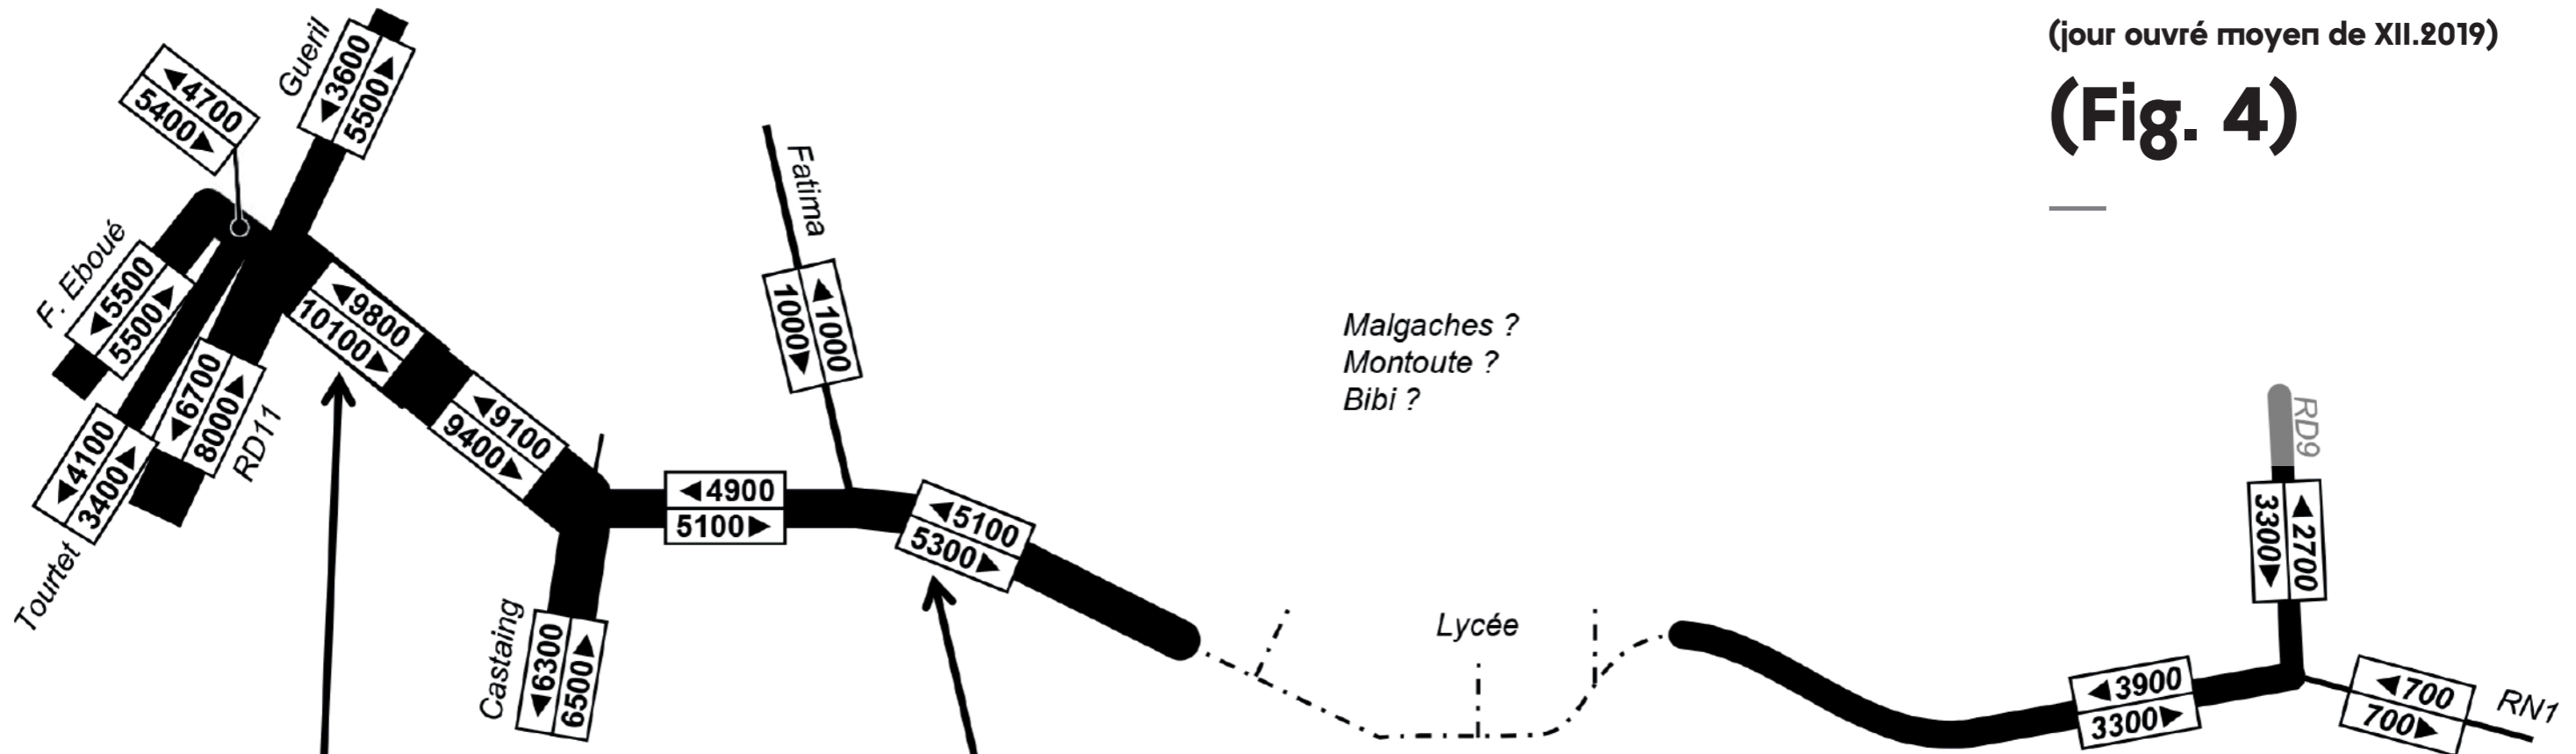 (jour ouvré moyen de XII.2019)
(Fig. 4)
Gueril
◀3600
5500▶
◀4700
5400▶
F. Eboué
◀5500
5500▶
Tourtet
◀4100
3400▶
◀6700
8000▶
RD11
◀9800
10100▶
◀9100
9400▶
Castaing
◀6300
6500▶
◀4900
5100▶
Fatima
◀1000
1000▶
◀5100
5300▶
Malgaches ?
Montoute ?
Bibi ?
Lycée
RD9
◀2700
3300▶
◀3900
3300▶
◀700
700▶
RN1